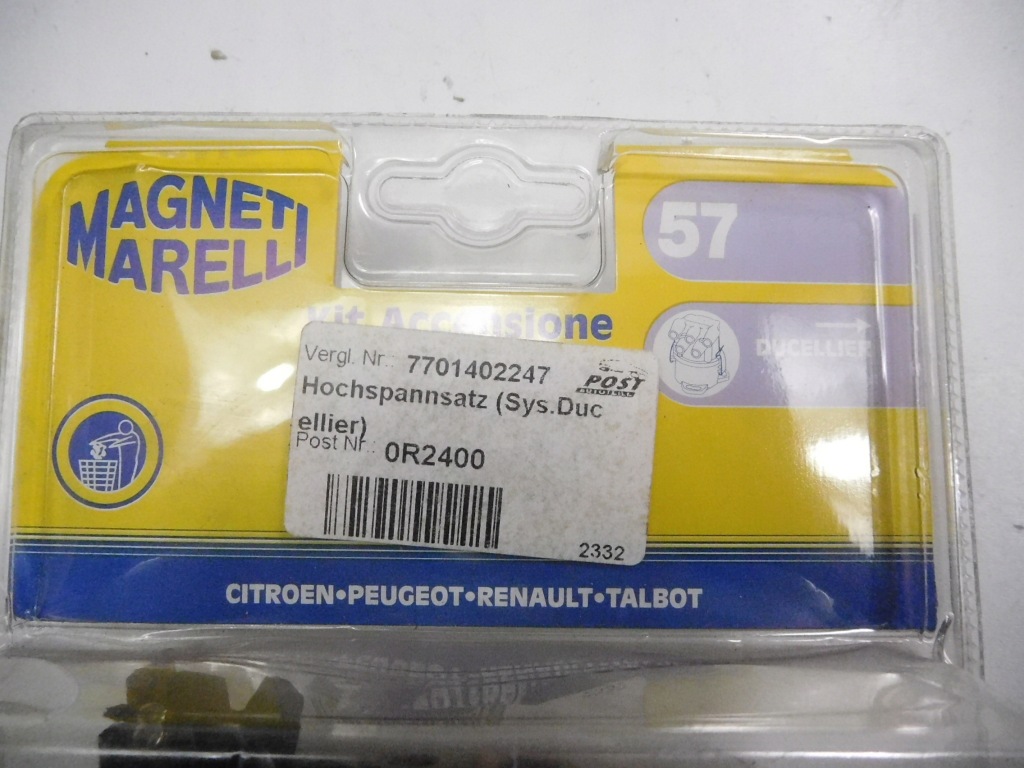 MAGNETI
MARELLI
57
Kit Accensione
DUCELLIER
Vergl. Nr.: 7701402247
POST
AUTOTEILE
Hochspannsatz (Sys.Duc
ellier)
Post Nr.: 0R2400
2332
CITROEN•PEUGEOT•RENAULT•TALBOT